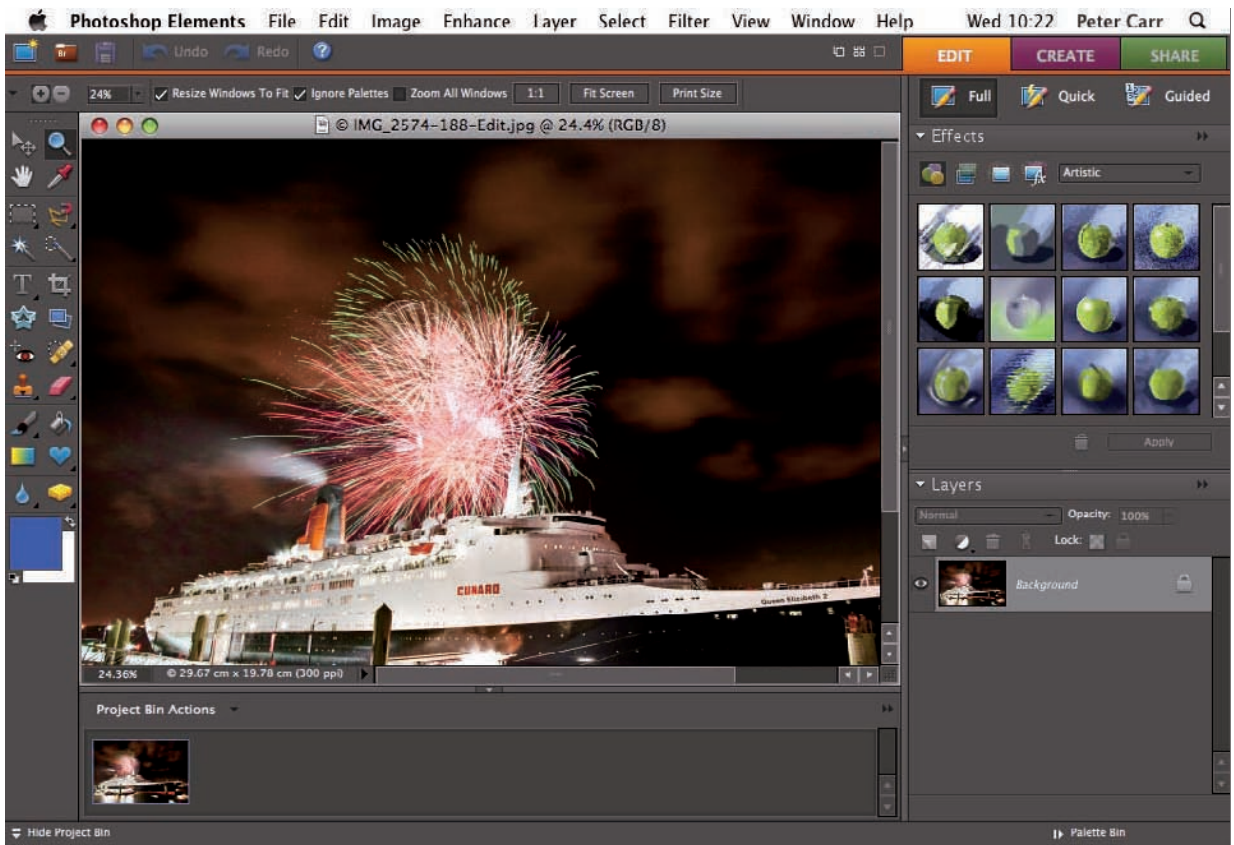 Photoshop Elements File Edit Image Enhance Layer Select Filter View Window Help Wed 10:22 Peter Carr
Br Undo Redo ? EDIT CREATE SHARE
24% Resize Windows To Fit Ignore Palettes Zoom All Windows 1:1 Fit Screen Print Size
Full Quick Guided
© IMG_2574-188-Edit.jpg @ 24.4% (RGB/8)
Effects
Artistic
Apply
Layers
Normal Opacity: 100%
Lock:
Background
CUNARD
Queen Elizabeth 2
24.36% © 29.67 cm x 19.78 cm (300 ppi)
Project Bin Actions
Hide Project Bin Palette Bin